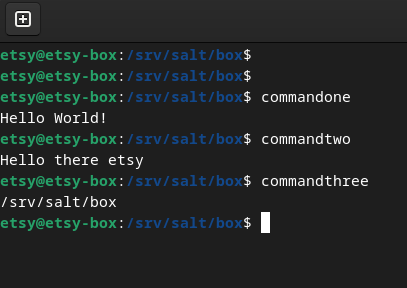 etsy@etsy-box:/srv/salt/box$
etsy@etsy-box:/srv/salt/box$
etsy@etsy-box:/srv/salt/box$ commandone
Hello World!
etsy@etsy-box:/srv/salt/box$ commandtwo
Hello there etsy
etsy@etsy-box:/srv/salt/box$ commandthree
/srv/salt/box
etsy@etsy-box:/srv/salt/box$